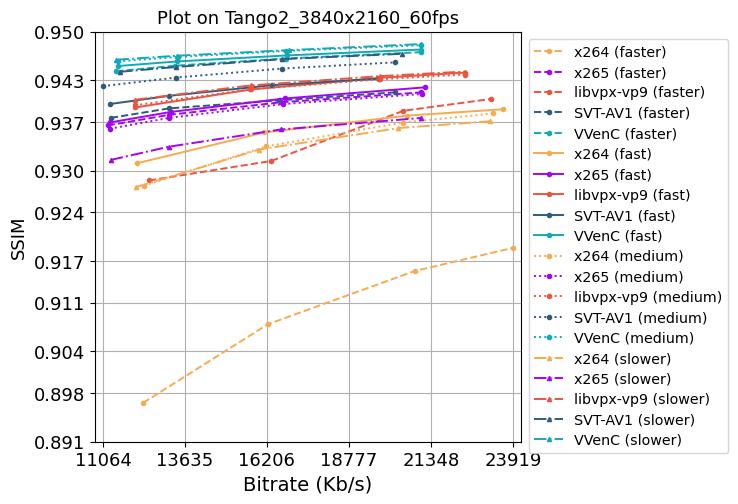 Plot on Tango2_3840x2160_60fps
0.950
0.943
0.937
0.930
0.924
0.917
0.911
0.904
0.898
0.891
SSIM
11064 13635 16206 18777 21348 23919
Bitrate (Kb/s)
x264 (faster)
x265 (faster)
libvpx-vp9 (faster)
SVT-AV1 (faster)
VVenC (faster)
x264 (fast)
x265 (fast)
libvpx-vp9 (fast)
SVT-AV1 (fast)
VVenC (fast)
x264 (medium)
x265 (medium)
libvpx-vp9 (medium)
SVT-AV1 (medium)
VVenC (medium)
x264 (slower)
x265 (slower)
libvpx-vp9 (slower)
SVT-AV1 (slower)
VVenC (slower)